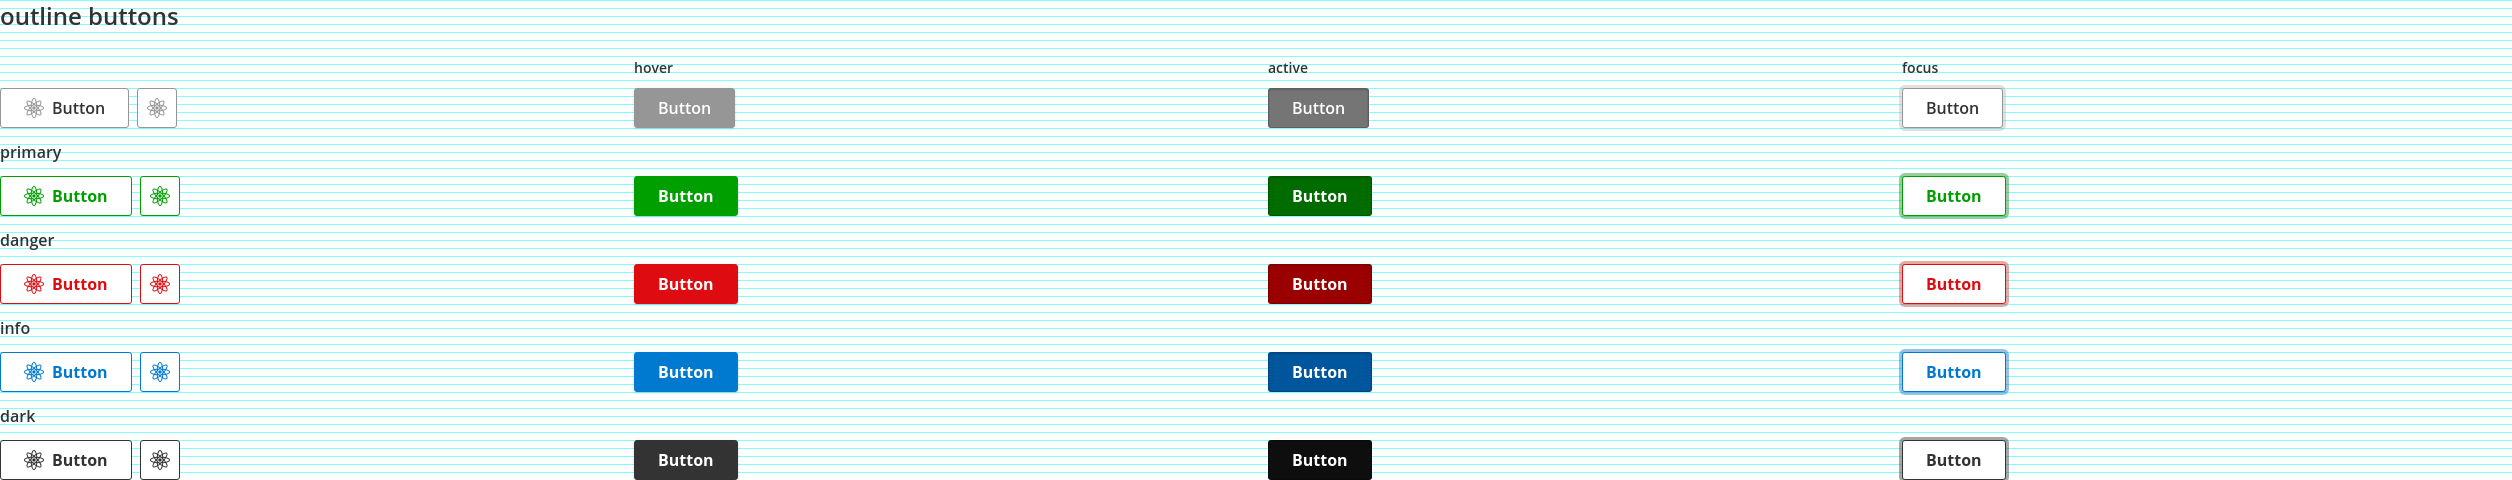 outline buttons
hover active focus
Button Button Button Button
primary
Button Button Button Button
danger
Button Button Button Button
info
Button Button Button Button
dark
Button Button Button Button